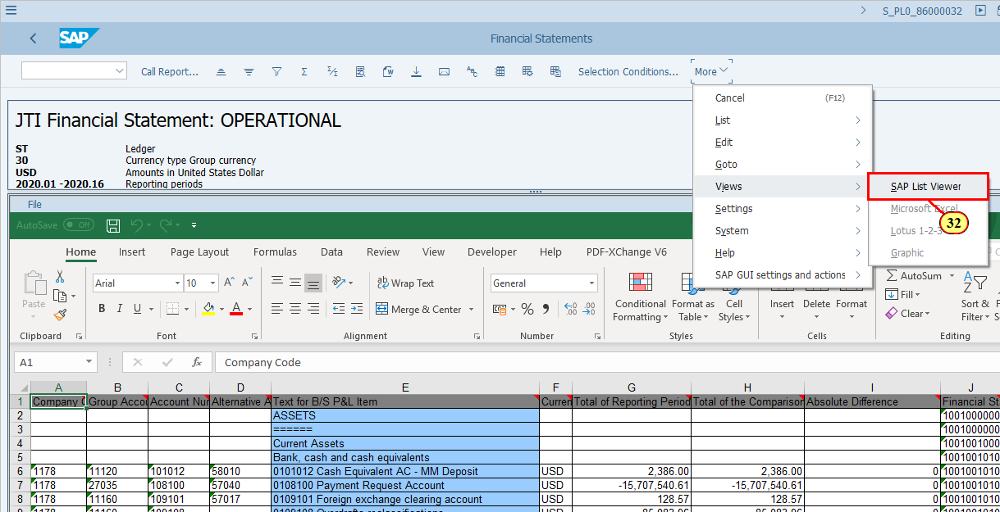 S_PL0_86000032
SAP
Financial Statements
Call Report...
Selection Conditions...
More
Cancel (F12)
List
Edit
Goto
Views
Settings
System
Help
SAP GUI settings and actions
SAP List Viewer
Microsoft Excel
Lotus 1-2-3
Graphic
32
JTI Financial Statement: OPERATIONAL
ST Ledger
30 Currency type Group currency
USD Amounts in United States Dollar
2020.01 -2020.16 Reporting periods
File
AutoSave Off
Home Insert Page Layout Formulas Data Review View Developer Help PDF-XChange V6
Paste
Clipboard
Arial 10
B I U
Font
Wrap Text
Merge & Center
Alignment
General
Number
Conditional Formatting
Format as Table
Cell Styles
Styles
Insert Delete Format
Cells
AutoSum
Fill
Clear
Sort &
Filter
Editing
A1 fx Company Code
A B C D E F G H I J
1 Company C Group Accou Account Nur Alternative A Text for B/S P&L Item Curren Total of Reporting Period Total of the Comparison Absolute Difference Financial St
2 ASSETS 1001000000
3 ====== 1001000000
4 Current Assets 1001001000
5 Bank, cash and cash equivalents 1001001010
6 1178 11120 101012 58010 0101012 Cash Equivalent AC - MM Deposit USD 2,386.00 2,386.00 0 1001001010
7 1178 27035 108100 57040 0108100 Payment Request Account USD -15,707,540.61 -15,707,540.61 0 1001001010
8 1178 11160 109101 57017 0109101 Foreign exchange clearing account USD 128.57 128.57 0 1001001010